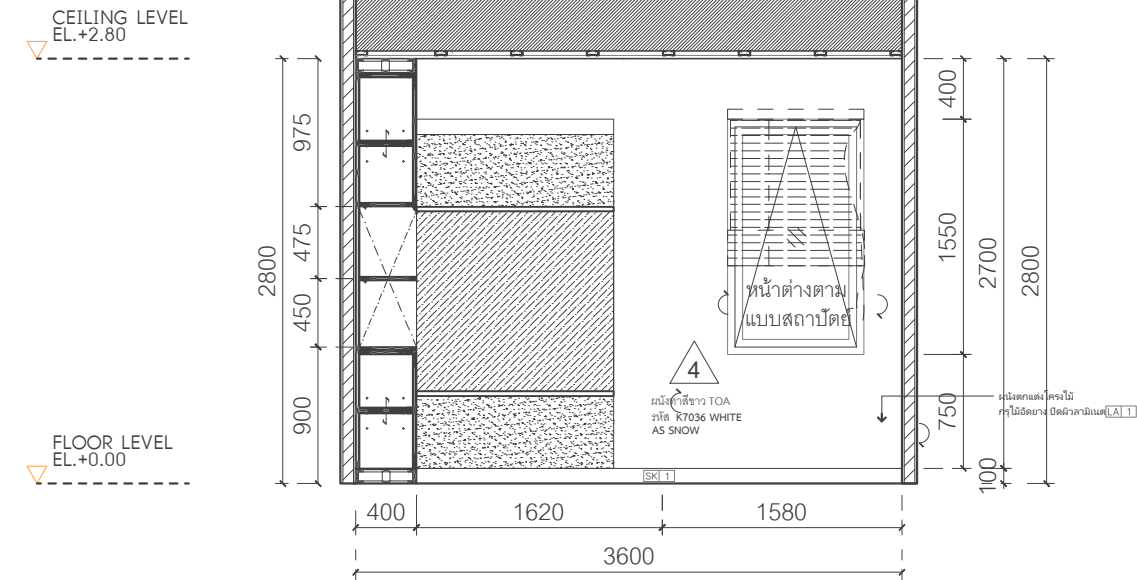 CEILING LEVEL
EL.+2.80
400
975
1550
475
2800
2700
2800
450
หน้าต่างตาม
แบบสถาปัตย์
4
ผนังทาสีขาว TOA
รหัส K7036 WHITE
AS SNOW
ผนังตกแต่งโครงไม้
กรุไม้อัดยาง ปิดผิวลามิเนต LA 1
900
750
FLOOR LEVEL
EL.+0.00
SK 1
100
400
1620
1580
3600